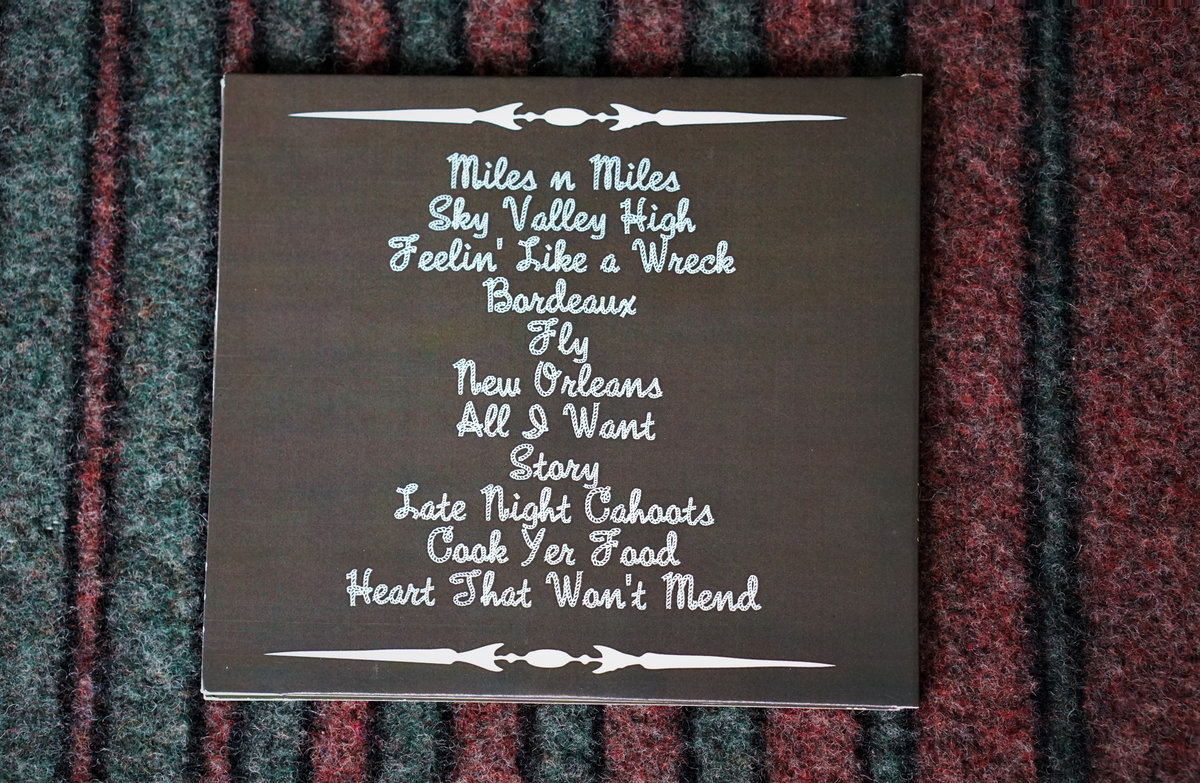 Miles n Miles
Sky Valley High
Feelin' Like a Wreck
Bordeaux
Fly
New Orleans
All I Want
Story
Late Night Cahoots
Cook Yer Food
Heart That Won't Mend